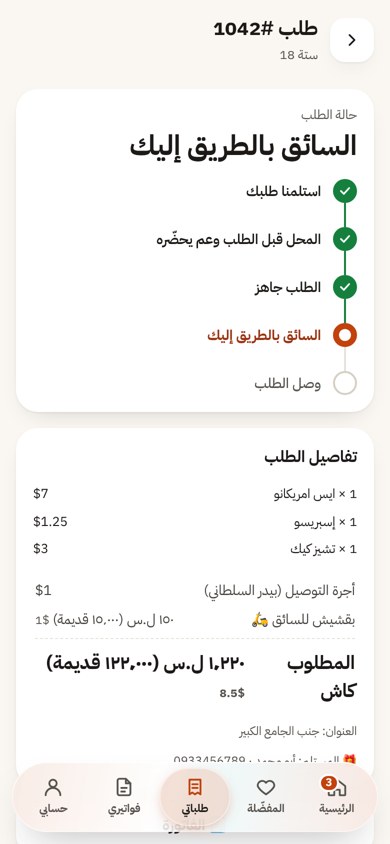 طلب #1042
ستة 18
حالة الطلب
السائق بالطريق إليك
استلمنا طلبك
المحل قبل الطلب وعم يحضّره
الطلب جاهز
السائق بالطريق إليك
وصل الطلب
تفاصيل الطلب
1 × ايس امريكانو $7
1 × إسبريسو $1.25
1 × تشيز كيك $3
أجرة التوصيل (بيدر السلطاني) $1
بقشيش للسائق 🛵 ١٥٠ ل.س (١٥,٠٠٠ قديمة) $1
المطلوب كاش ١,٢٢٠ ل.س (١٢٢,٠٠٠ قديمة)
$8.5
العنوان: جنب الجامع الكبير
0933456789
3
الرئيسية
المفضّلة
طلباتي
فواتيري
حسابي